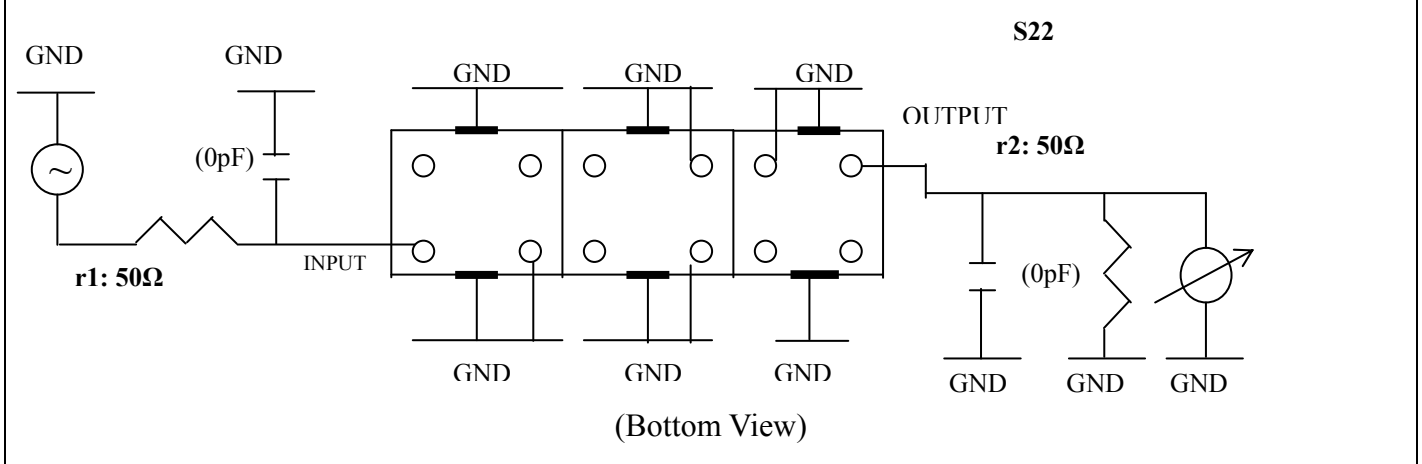 S22
GND
GND
GND
GND
GND
OUTPUT
r2: 50Ω
(0pF)
~
INPUT
r1: 50Ω
(0pF)
GND
GND
GND
GND
GND
GND
(Bottom View)